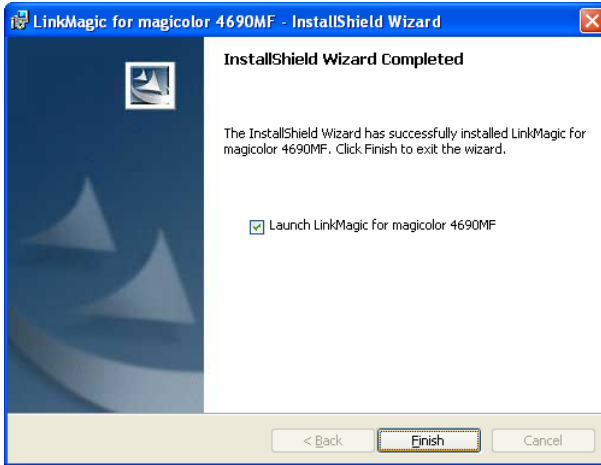 LinkMagic for magicolor 4690MF - InstallShield Wizard
InstallShield Wizard Completed
The InstallShield Wizard has successfully installed LinkMagic for
magicolor 4690MF. Click Finish to exit the wizard.
Launch LinkMagic for magicolor 4690MF
< Back Finish Cancel